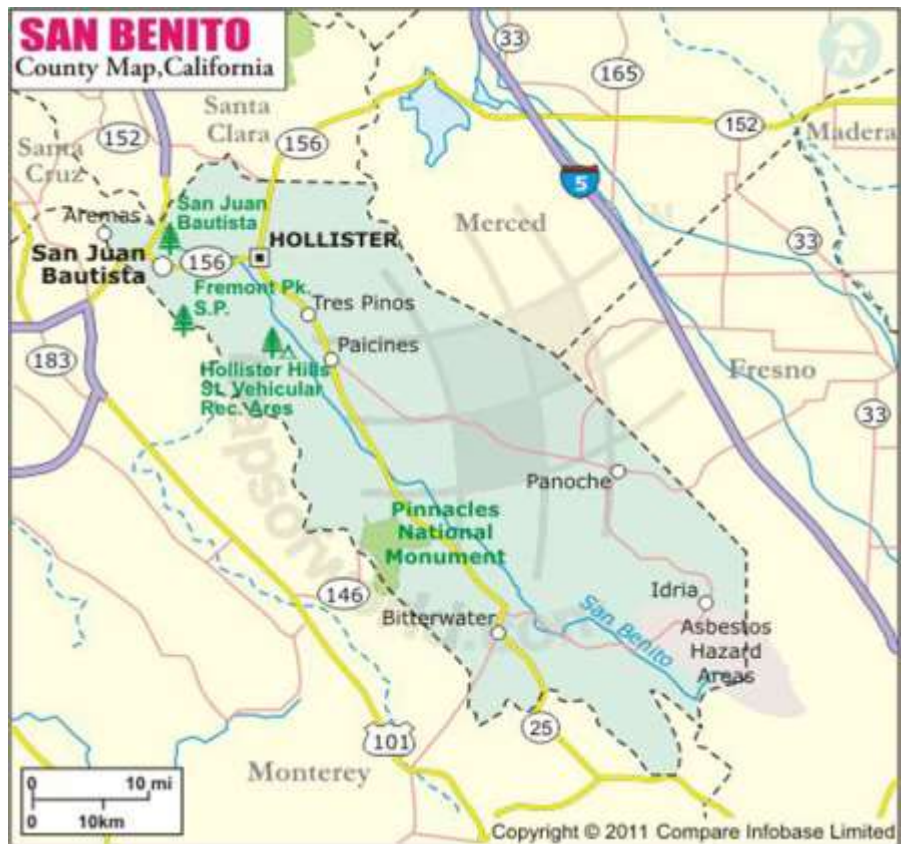 SAN BENITO
County Map,California
33
165
152
Santa
Clara
156
152
Madera
Santa
Cruz
5
San Juan
Bautista
Aremas
Merced
HOLLISTER
33
San Juan
Bautista
156
Fremont Pk.
S.P.
Tres Pinos
Paicines
183
Hollister Hills
St. Vehicular
Rec. Ares
Fresno
33
Panoche
Pinnacles
National
Monument
146
Idria
Bitterwater
San Benito
Asbestos
Hazard
Areas
25
101
Monterey
0 10 mi
0 10km
Copyright © 2011 Compare Infobase Limited